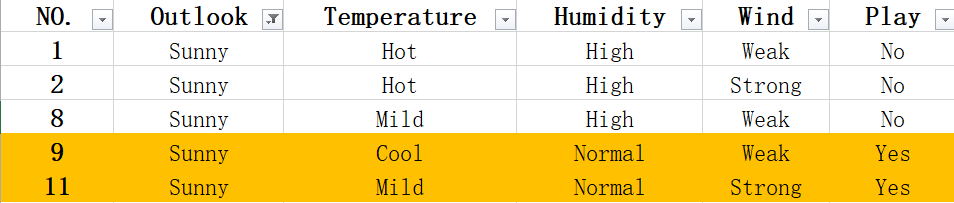 NO. Outlook Temperature Humidity Wind Play
1 Sunny Hot High Weak No
2 Sunny Hot High Strong No
8 Sunny Mild High Weak No
9 Sunny Cool Normal Weak Yes
11 Sunny Mild Normal Strong Yes